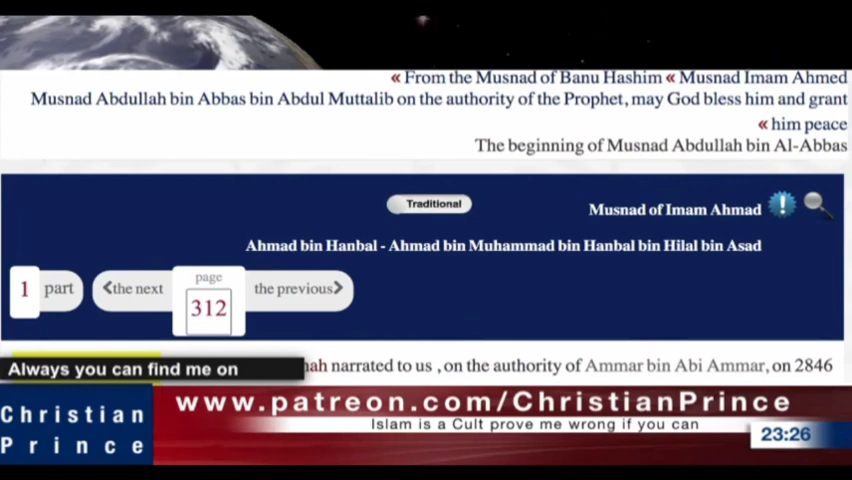 « From the Musnad of Banu Hashim « Musnad Imam Ahmed
Musnad Abdullah bin Abbas bin Abdul Muttalib on the authority of the Prophet, may God bless him and grant
« him peace
The beginning of Musnad Abdullah bin Al-Abbas
Traditional
Musnad of Imam Ahmad
Ahmad bin Hanbal - Ahmad bin Muhammad bin Hanbal bin Hilal bin Asad
1 part
the next
page
312
the previous
narrated to us , on the authority of Ammar bin Abi Ammar, on 2846
Always you can find me on
www.patreon.com/ChristianPrince
Islam is a Cult prove me wrong if you can
Christian
Prince
23:26